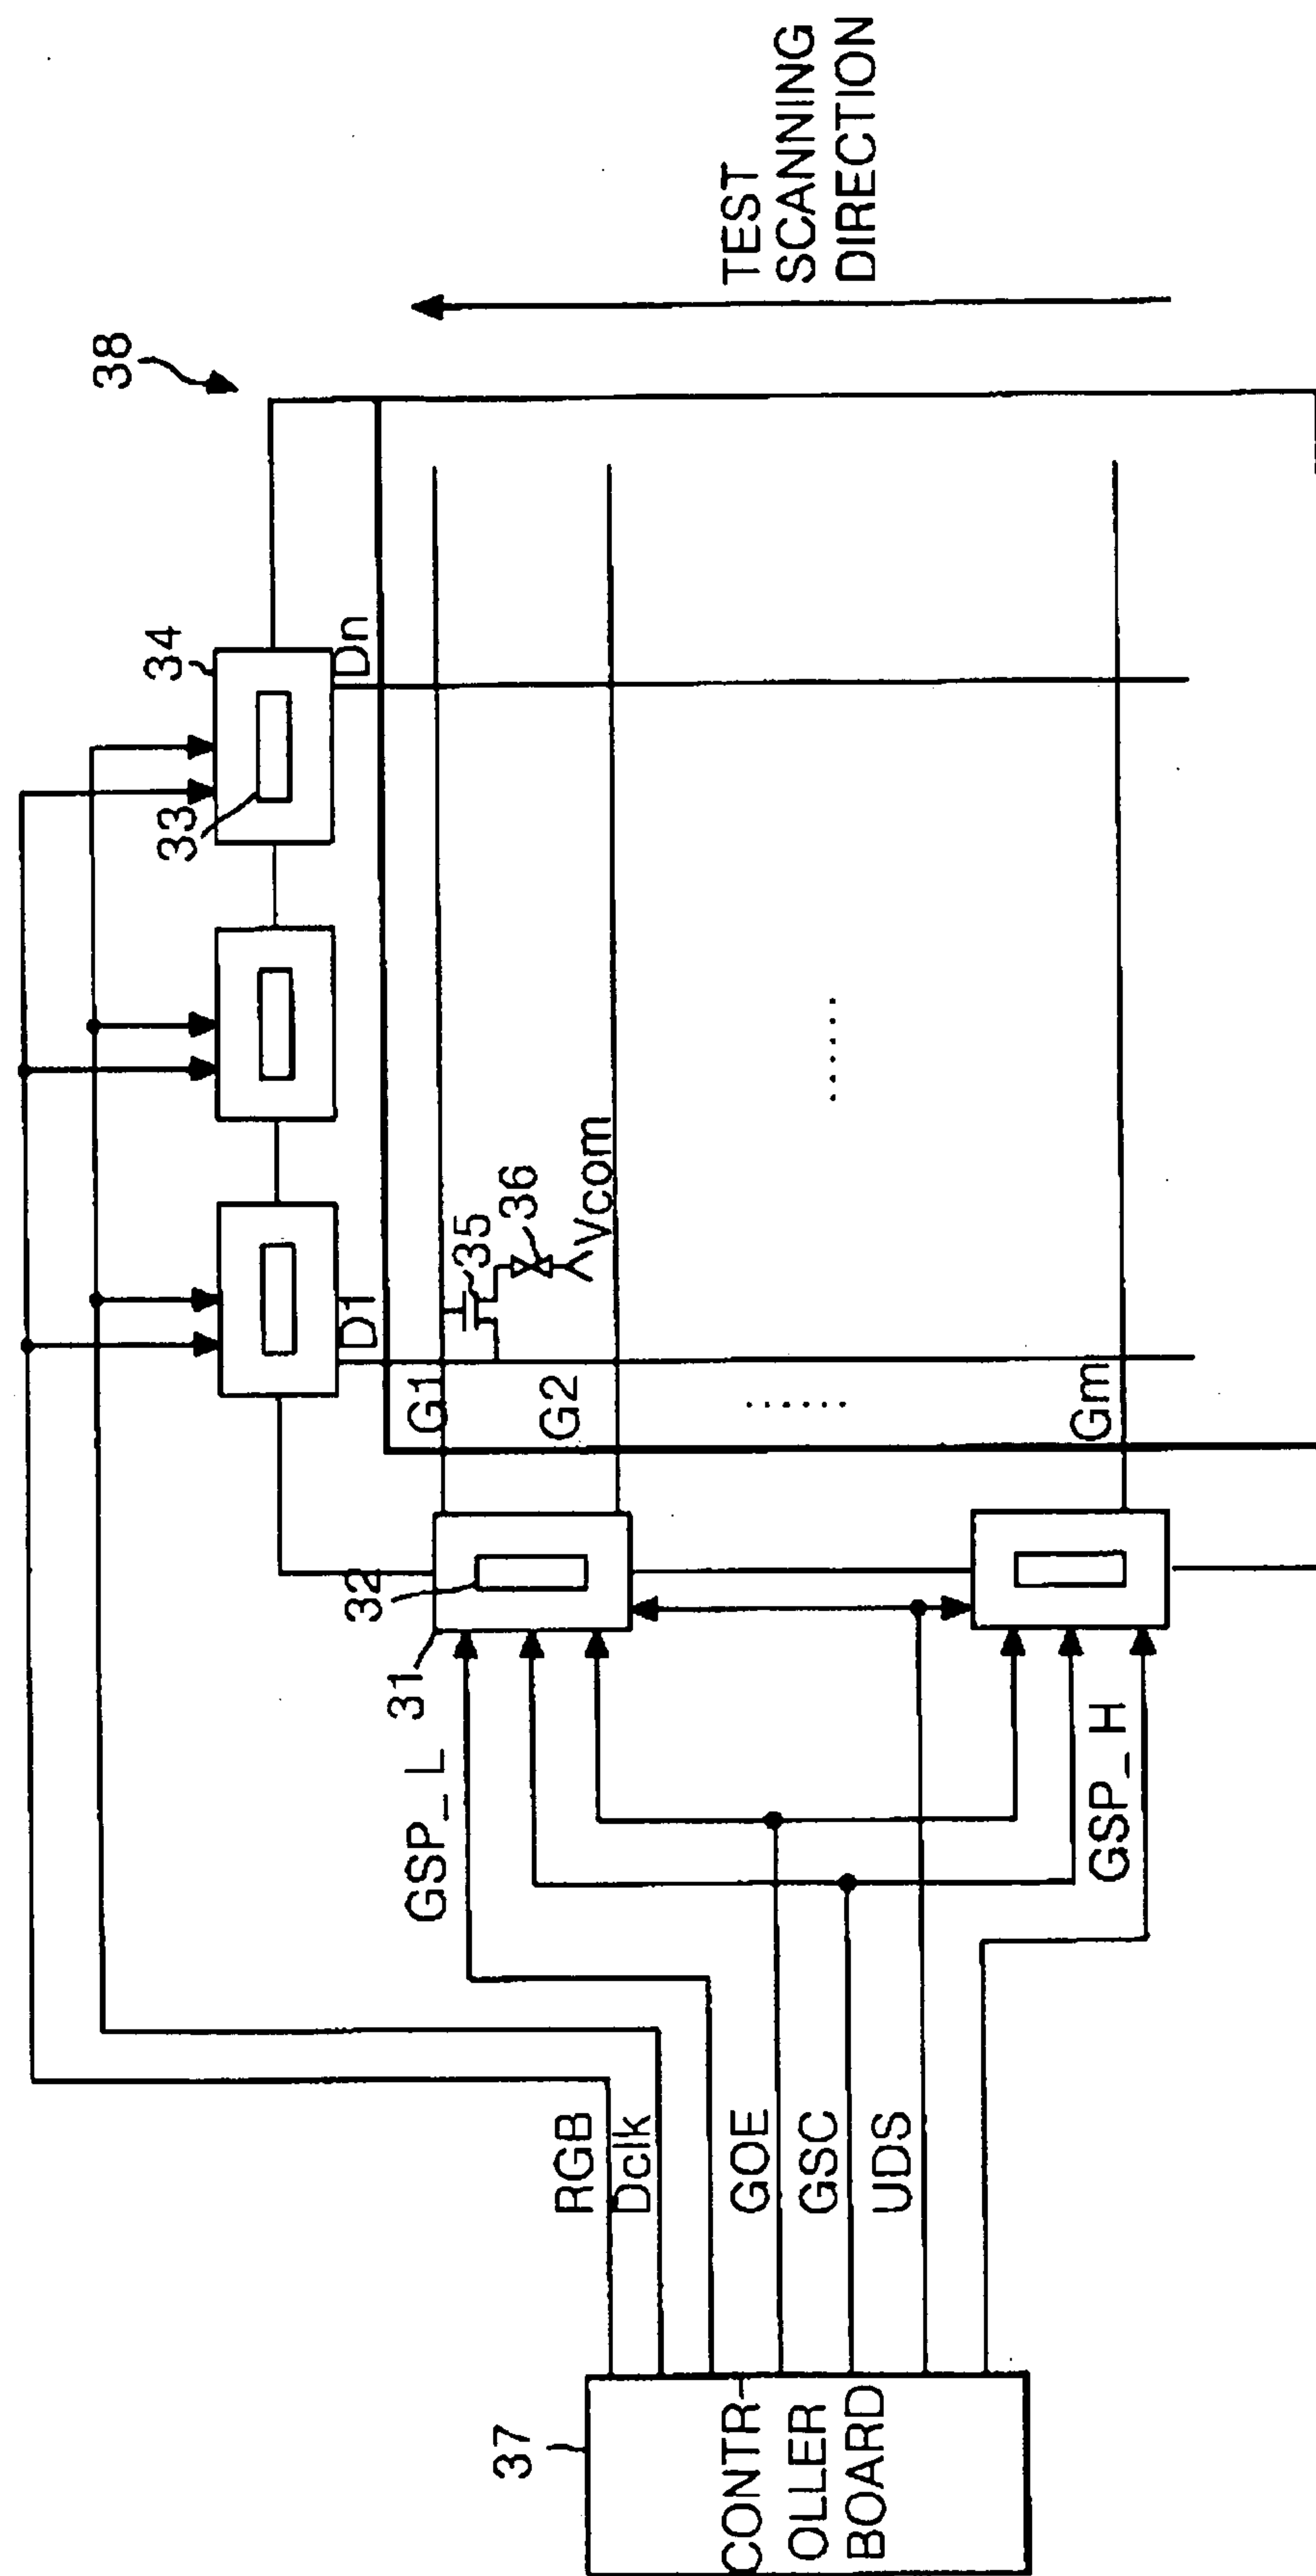 38
TEST
SCANNING
DIRECTION
34
33
Dn
D1
35
36
Vcom
G1
G2
......
......
Gm
32
31
GSP_L
GSP_H
RGB
Dclk
GOE
GSC
UDS
37
CONTR-
OLLER
BOARD